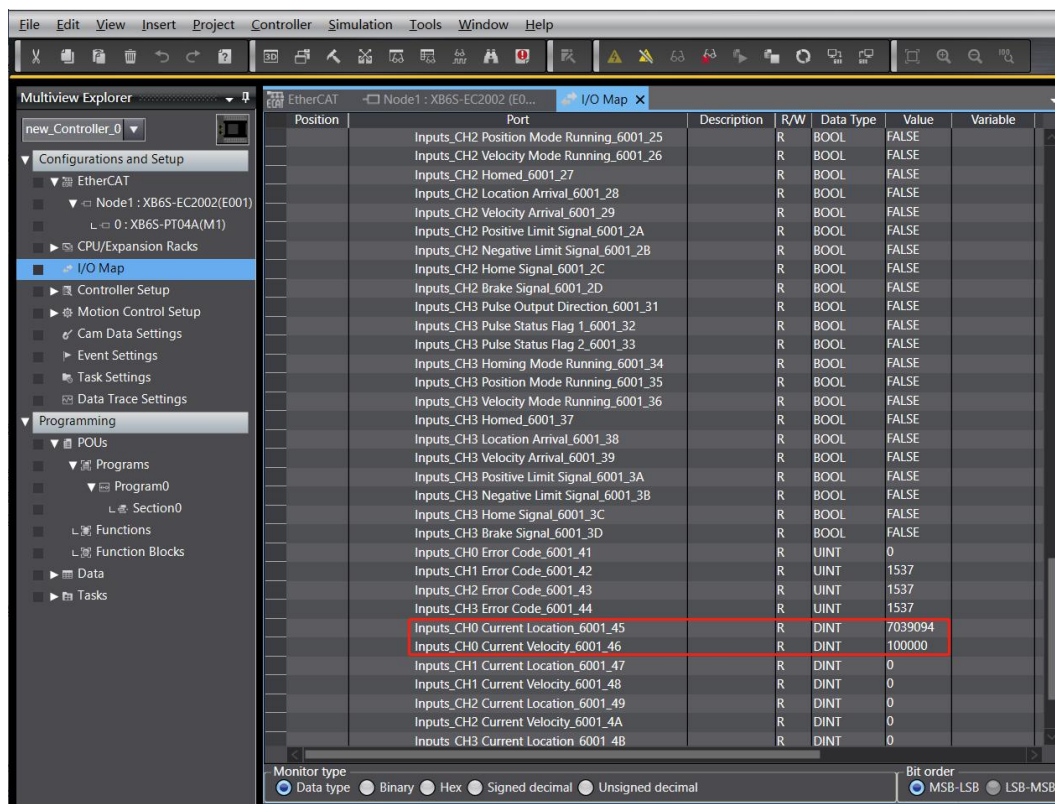 File Edit View Insert Project Controller Simulation Tools Window Help
Multiview Explorer
new_Controller_0
Configurations and Setup
EtherCAT
Node1 : XB6S-EC2002(E001)
0 : XB6S-PT04A(M1)
CPU/Expansion Racks
I/O Map
Controller Setup
Motion Control Setup
Cam Data Settings
Event Settings
Task Settings
Data Trace Settings
Programming
POUs
Programs
Program0
Section0
Functions
Function Blocks
Data
Tasks
EtherCAT Node1 : XB6S-EC2002 (E0... I/O Map
Position Port Description R/W Data Type Value Variable
Inputs_CH2 Position Mode Running_6001_25 R BOOL FALSE
Inputs_CH2 Velocity Mode Running_6001_26 R BOOL FALSE
Inputs_CH2 Homed_6001_27 R BOOL FALSE
Inputs_CH2 Location Arrival_6001_28 R BOOL FALSE
Inputs_CH2 Velocity Arrival_6001_29 R BOOL FALSE
Inputs_CH2 Positive Limit Signal_6001_2A R BOOL FALSE
Inputs_CH2 Negative Limit Signal_6001_2B R BOOL FALSE
Inputs_CH2 Home Signal_6001_2C R BOOL FALSE
Inputs_CH2 Brake Signal_6001_2D R BOOL FALSE
Inputs_CH3 Pulse Output Direction_6001_31 R BOOL FALSE
Inputs_CH3 Pulse Status Flag 1_6001_32 R BOOL FALSE
Inputs_CH3 Pulse Status Flag 2_6001_33 R BOOL FALSE
Inputs_CH3 Homing Mode Running_6001_34 R BOOL FALSE
Inputs_CH3 Position Mode Running_6001_35 R BOOL FALSE
Inputs_CH3 Velocity Mode Running_6001_36 R BOOL FALSE
Inputs_CH3 Homed_6001_37 R BOOL FALSE
Inputs_CH3 Location Arrival_6001_38 R BOOL FALSE
Inputs_CH3 Velocity Arrival_6001_39 R BOOL FALSE
Inputs_CH3 Positive Limit Signal_6001_3A R BOOL FALSE
Inputs_CH3 Negative Limit Signal_6001_3B R BOOL FALSE
Inputs_CH3 Home Signal_6001_3C R BOOL FALSE
Inputs_CH3 Brake Signal_6001_3D R BOOL FALSE
Inputs_CH0 Error Code_6001_41 R UINT 0
Inputs_CH1 Error Code_6001_42 R UINT 1537
Inputs_CH2 Error Code_6001_43 R UINT 1537
Inputs_CH3 Error Code_6001_44 R UINT 1537
Inputs_CH0 Current Location_6001_45 R DINT 7039094
Inputs_CH0 Current Velocity_6001_46 R DINT 100000
Inputs_CH1 Current Location_6001_47 R DINT 0
Inputs_CH1 Current Velocity_6001_48 R DINT 0
Inputs_CH2 Current Location_6001_49 R DINT 0
Inputs_CH2 Current Velocity_6001_4A R DINT 0
Inputs_CH3 Current Location_6001_4B R DINT 0
Monitor type Bit order
Data type Binary Hex Signed decimal Unsigned decimal MSB-LSB LSB-MSB